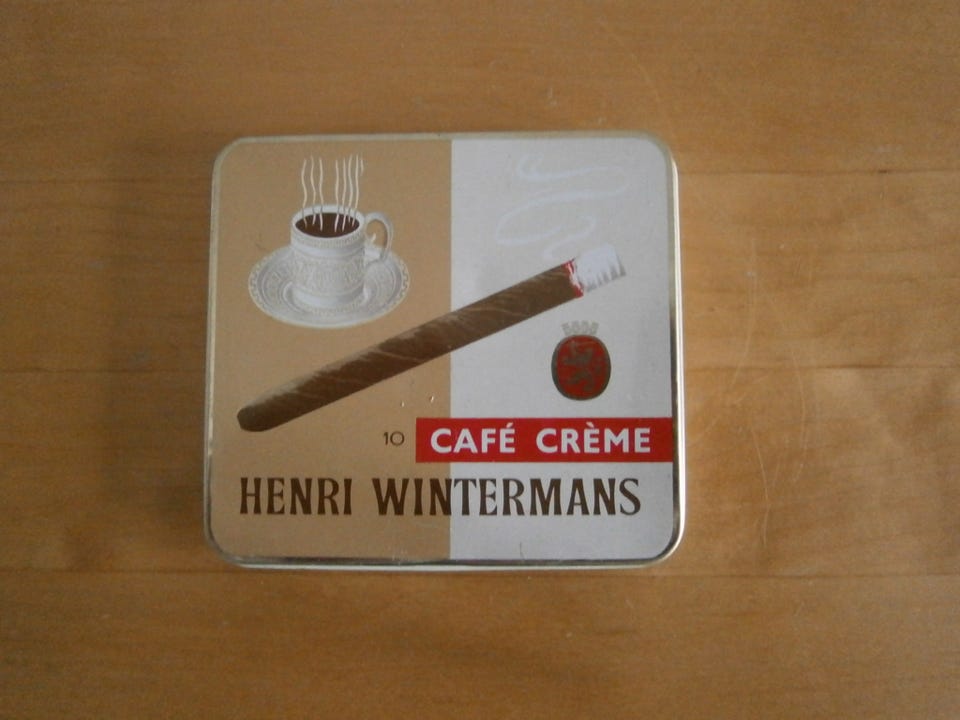 10 CAFÉ CRÈME
HENRI WINTERMANS